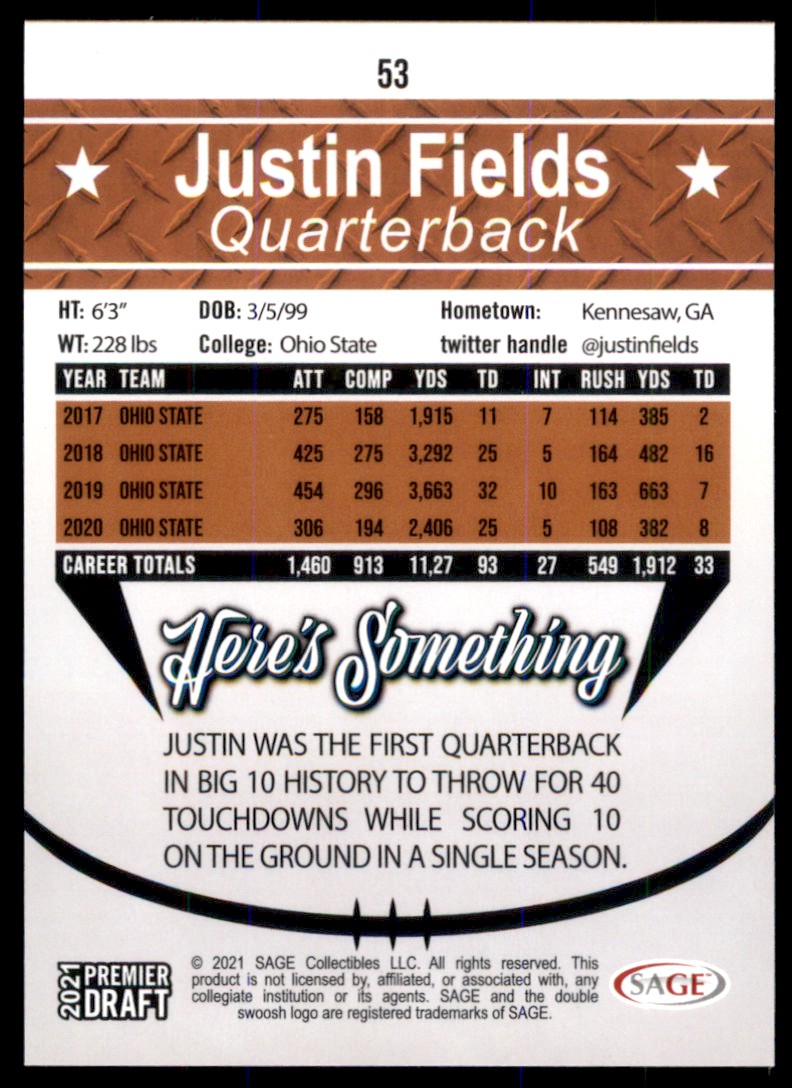 53
Justin Fields
Quarterback
HT: 6'3" DOB: 3/5/99 Hometown: Kennesaw, GA
WT: 228 lbs College: Ohio State twitter handle @justinfields
YEAR TEAM ATT COMP YDS TD INT RUSH YDS TD
2017 OHIO STATE 275 158 1,915 11 7 114 385 2
2018 OHIO STATE 425 275 3,292 25 5 164 482 16
2019 OHIO STATE 454 296 3,663 32 10 163 663 7
2020 OHIO STATE 306 194 2,406 25 5 108 382 8
CAREER TOTALS 1,460 913 11,27 93 27 549 1,912 33
Here's Something
JUSTIN WAS THE FIRST QUARTERBACK
IN BIG 10 HISTORY TO THROW FOR 40
TOUCHDOWNS WHILE SCORING 10
ON THE GROUND IN A SINGLE SEASON.
2021 PREMIER
DRAFT
© 2021 SAGE Collectibles LLC. All rights reserved. This
product is not licensed by, affiliated, or associated with, any
collegiate institution or its agents. SAGE and the double
swoosh logo are registered trademarks of SAGE.
SAGE™